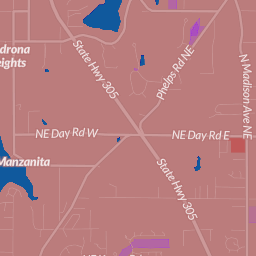 drona
eights
State Hwy 305
Phelps Rd NE
N Madison Ave NE
NE Day Rd W
NE Day Rd E
Manzanita
State Hwy 305